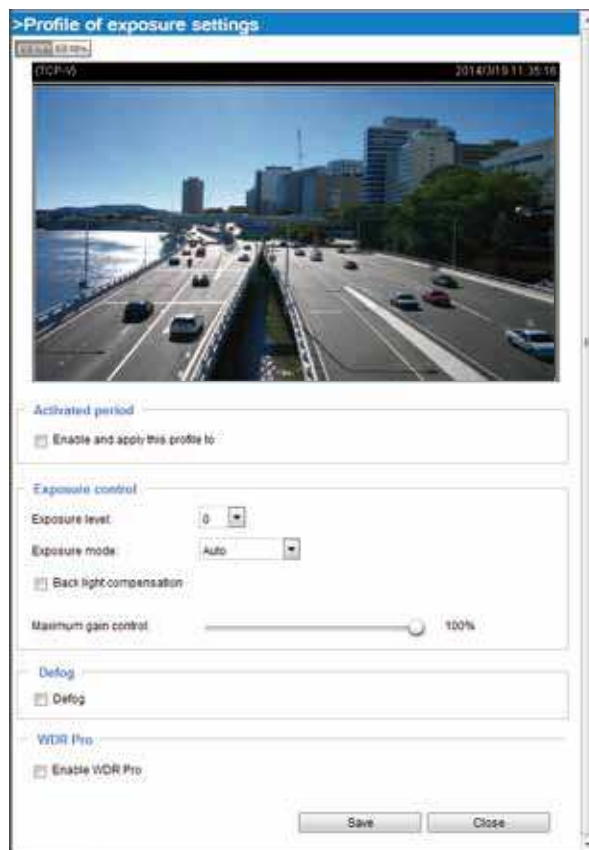 >Profile of exposure settings
(TCP-V) 2014/3/19 11:35:16
Activated period
Enable and apply this profile to
Exposure control
Exposure level: 0
Exposure mode: Auto
Back light compensation
Maximum gain control: 100%
Defog
Defog
WDR Pro
Enable WDR Pro
Save Close